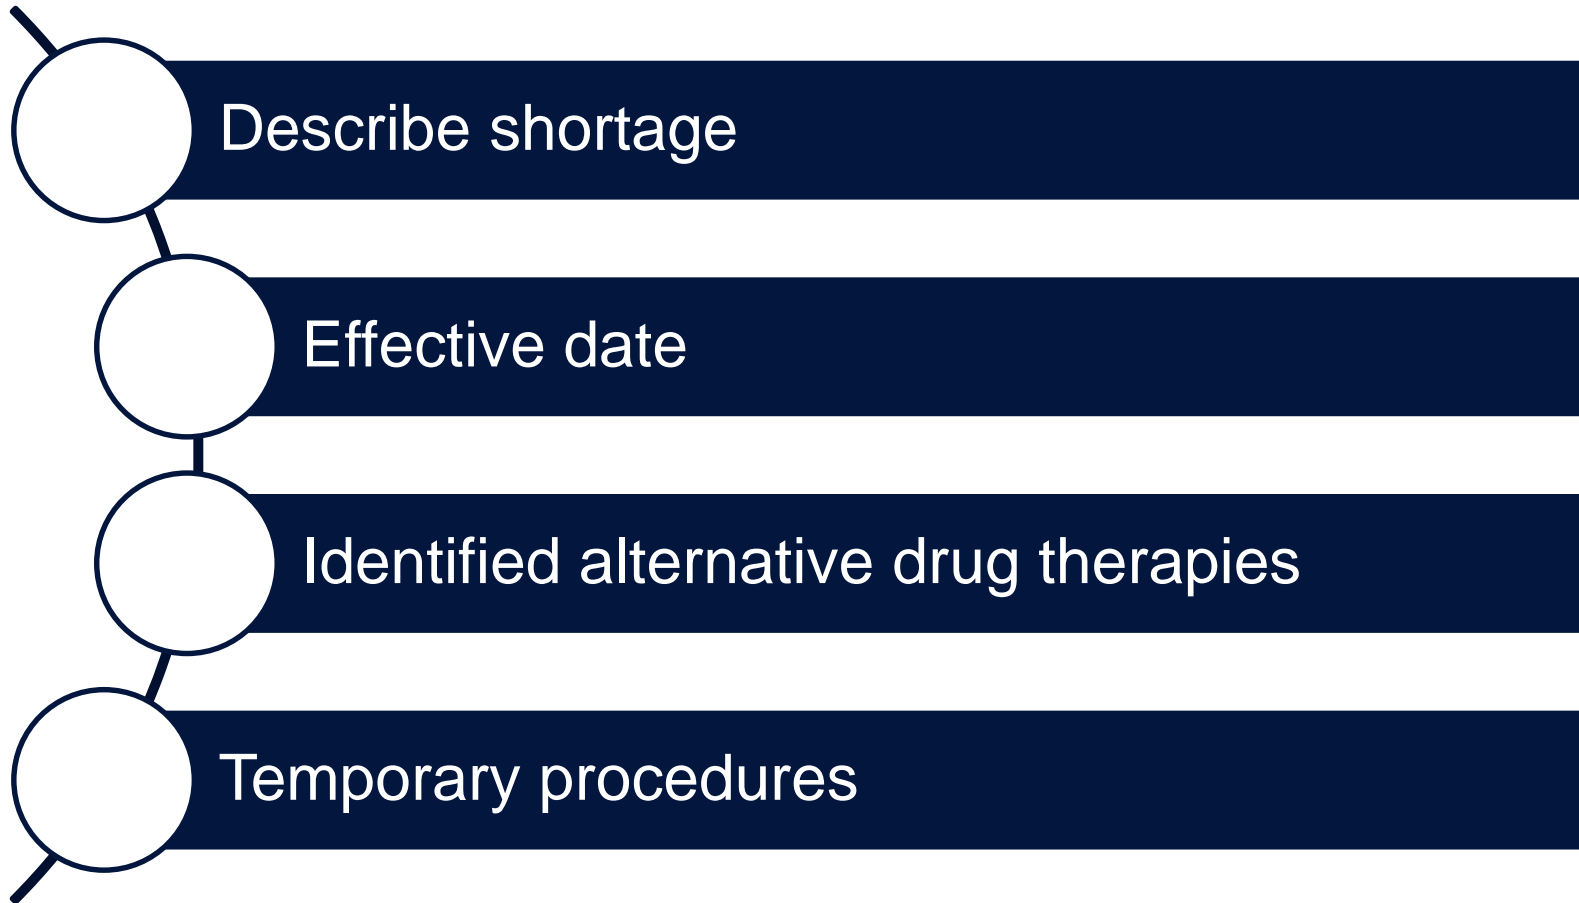 Describe shortage
Effective date
Identified alternative drug therapies
Temporary procedures